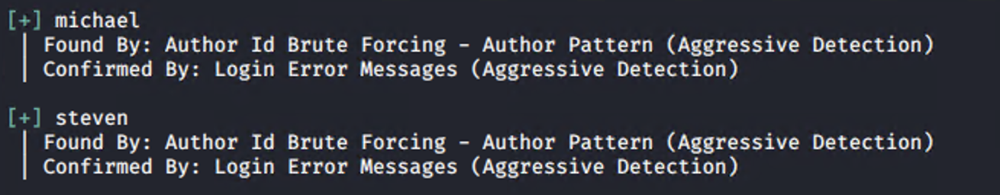 [+] michael
| Found By: Author Id Brute Forcing - Author Pattern (Aggressive Detection)
| Confirmed By: Login Error Messages (Aggressive Detection)
[+] steven
| Found By: Author Id Brute Forcing - Author Pattern (Aggressive Detection)
| Confirmed By: Login Error Messages (Aggressive Detection)